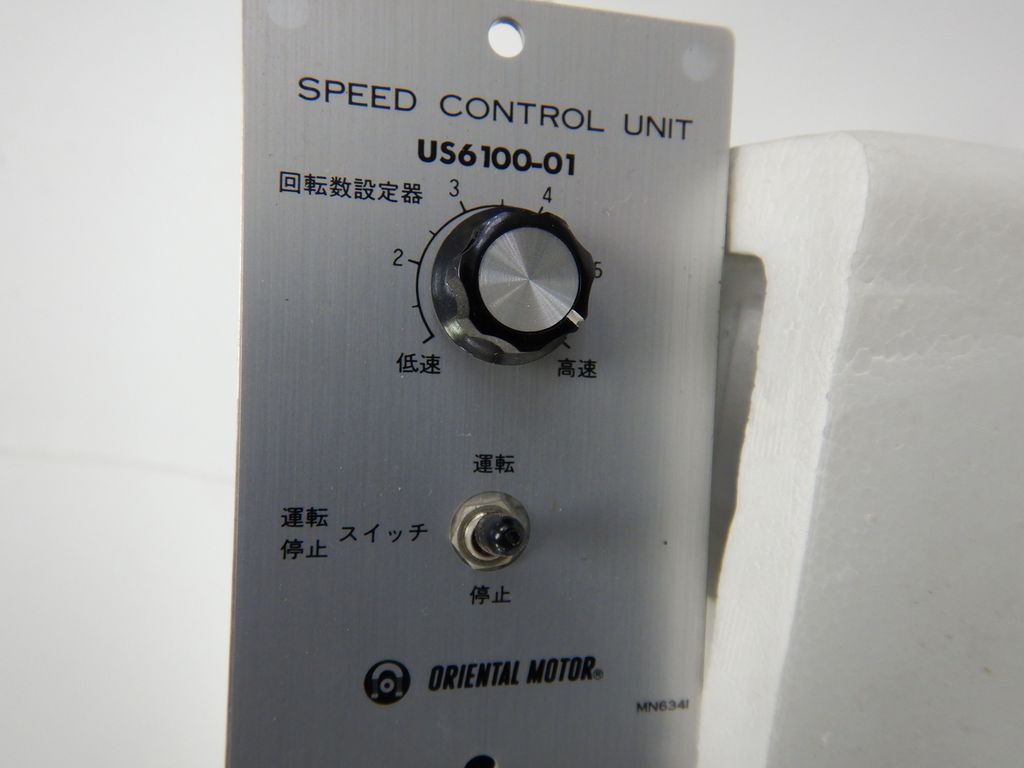 SPEED CONTROL UNIT
US6100-01
回転数設定器
3
4
2
5
低速
高速
運転
運転
停止
スイッチ
停止
ORIENTAL MOTOR®
MN6341